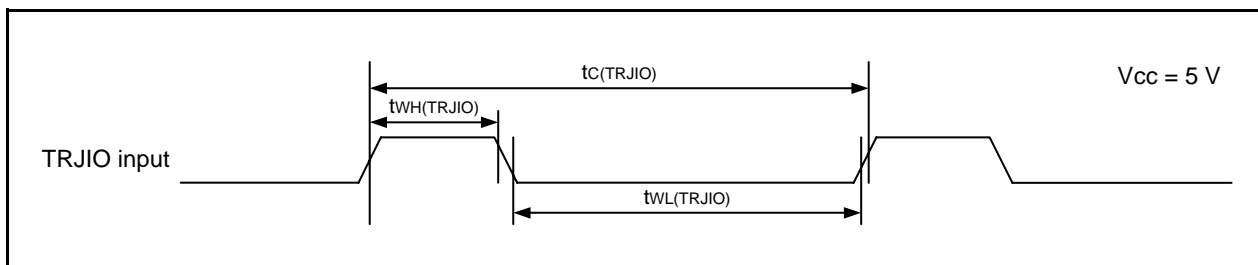 tC(TRJIO)
Vcc = 5 V
tWH(TRJIO)
TRJIO input
tWL(TRJIO)